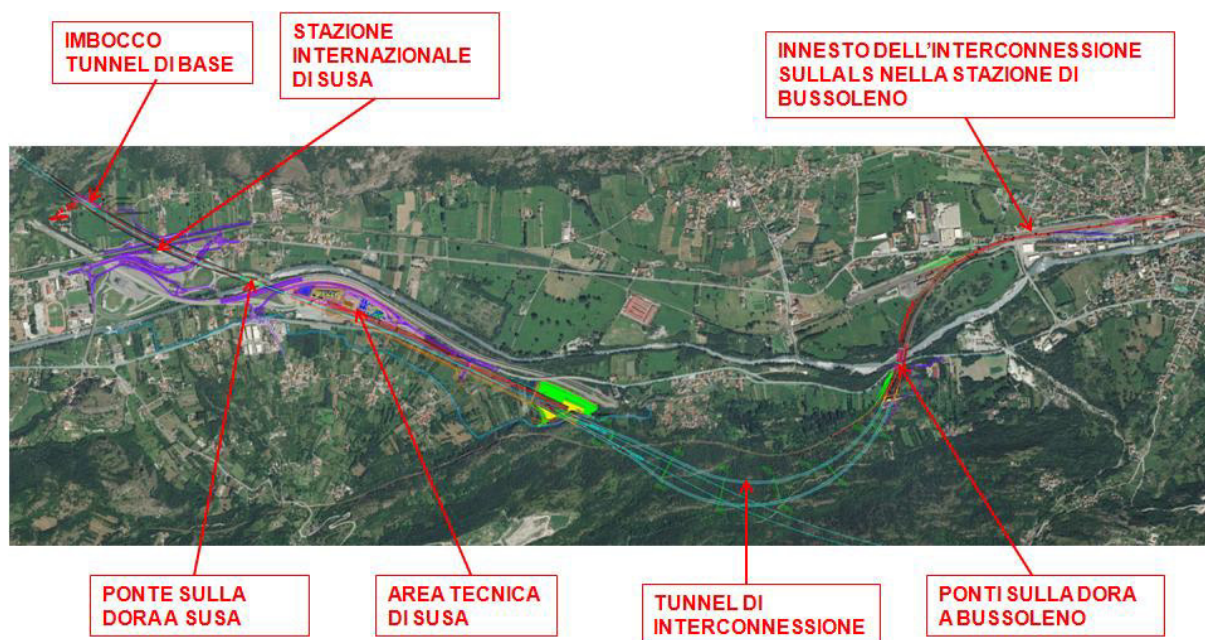 IMBOCCO
TUNNEL DI BASE
STAZIONE
INTERNAZIONALE
DI SUSA
INNESTO DELL'INTERCONNESSIONE
SULLA LS NELLA STAZIONE DI
BUSSOLENO
PONTE SULLA
DORA A SUSA
AREA TECNICA
DI SUSA
TUNNEL DI
INTERCONNESSIONE
PONTI SULLA DORA
A BUSSOLENO